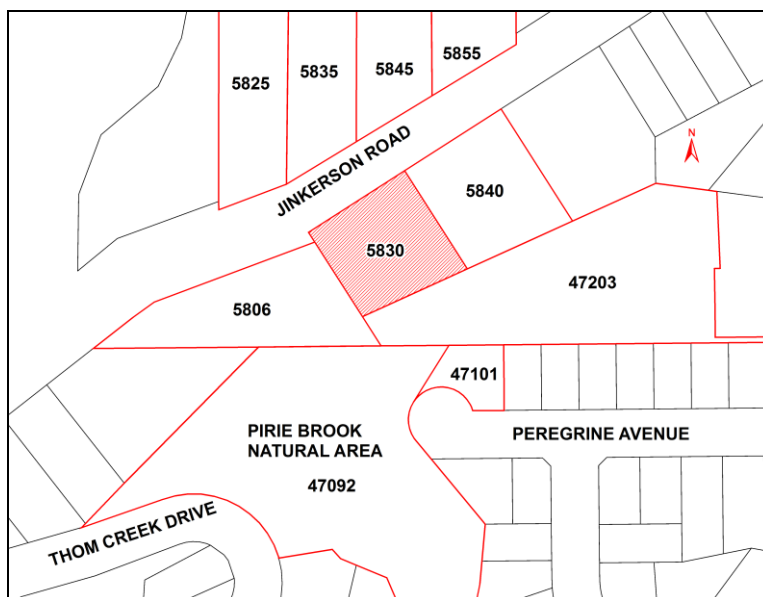 5855
5845
5835
5825
N
JINKERSON ROAD
5840
5830
47203
5806
47101
PIRIE BROOK
NATURAL AREA
PEREGRINE AVENUE
47092
THOM CREEK DRIVE